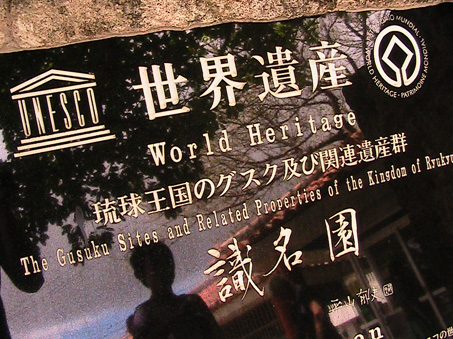 UNESCO
世界遺産
World Heritage
琉球王国のグスク及び関連遺産群
The Gusuku Sites and Related Properties of the Kingdom of Ryukyu
識名園